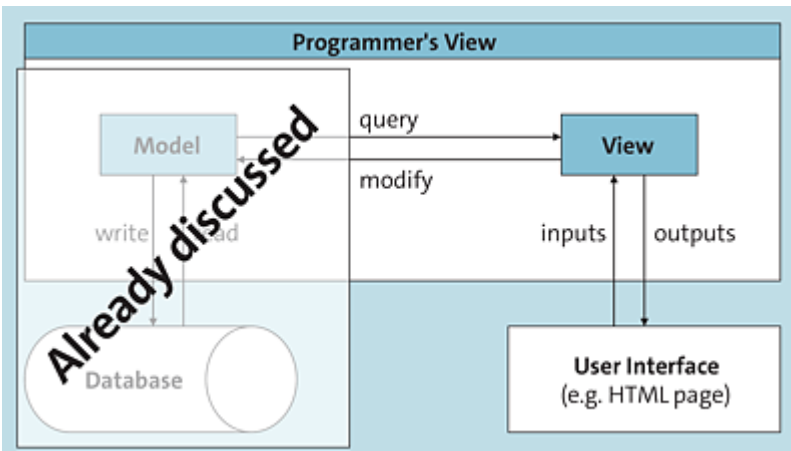 Programmer's View
Model
query
View
modify
write
inputs
outputs
Already discussed
Database
User Interface
(e.g. HTML page)